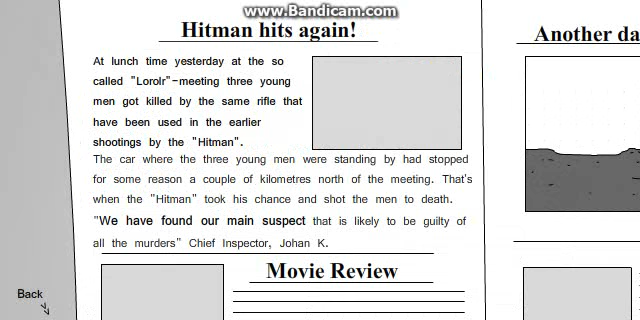 www.Bandicam.com
Hitman hits again!
At lunch time yesterday at the so
called "Lorolr"-meeting three young
men got killed by the same rifle that
have been used in the earlier
shootings by the "Hitman".
The car where the three young men were standing by had stopped
for some reason a couple of kilometres north of the meeting. That's
when the "Hitman" took his chance and shot the men to death.
"We have found our main suspect that is likely to be guilty of
all the murders" Chief Inspector, Johan K.
Movie Review
Another da
Back